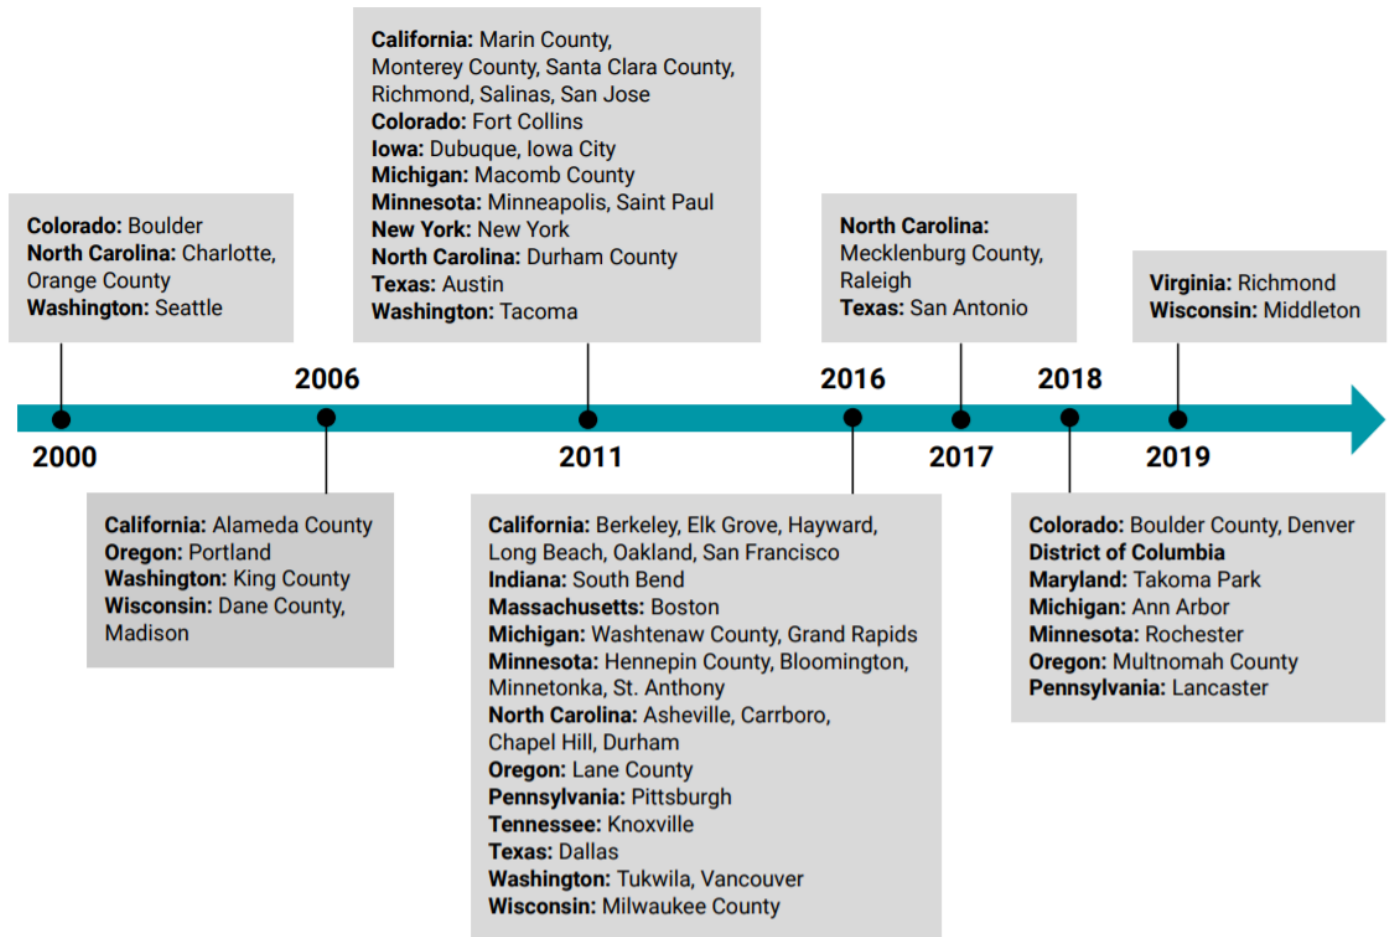 California: Marin County,
Monterey County, Santa Clara County,
Richmond, Salinas, San Jose
Colorado: Fort Collins
Iowa: Dubuque, Iowa City
Michigan: Macomb County
Minnesota: Minneapolis, Saint Paul
New York: New York
North Carolina: Durham County
Texas: Austin
Washington: Tacoma
Colorado: Boulder
North Carolina: Charlotte,
Orange County
Washington: Seattle
North Carolina:
Mecklenburg County,
Raleigh
Texas: San Antonio
Virginia: Richmond
Wisconsin: Middleton
2006
2016
2018
2000
2011
2017
2019
California: Alameda County
Oregon: Portland
Washington: King County
Wisconsin: Dane County,
Madison
California: Berkeley, Elk Grove, Hayward,
Long Beach, Oakland, San Francisco
Indiana: South Bend
Massachusetts: Boston
Michigan: Washtenaw County, Grand Rapids
Minnesota: Hennepin County, Bloomington,
Minnetonka, St. Anthony
North Carolina: Asheville, Carrboro,
Chapel Hill, Durham
Oregon: Lane County
Pennsylvania: Pittsburgh
Tennessee: Knoxville
Texas: Dallas
Washington: Tukwila, Vancouver
Wisconsin: Milwaukee County
Colorado: Boulder County, Denver
District of Columbia
Maryland: Takoma Park
Michigan: Ann Arbor
Minnesota: Rochester
Oregon: Multnomah County
Pennsylvania: Lancaster